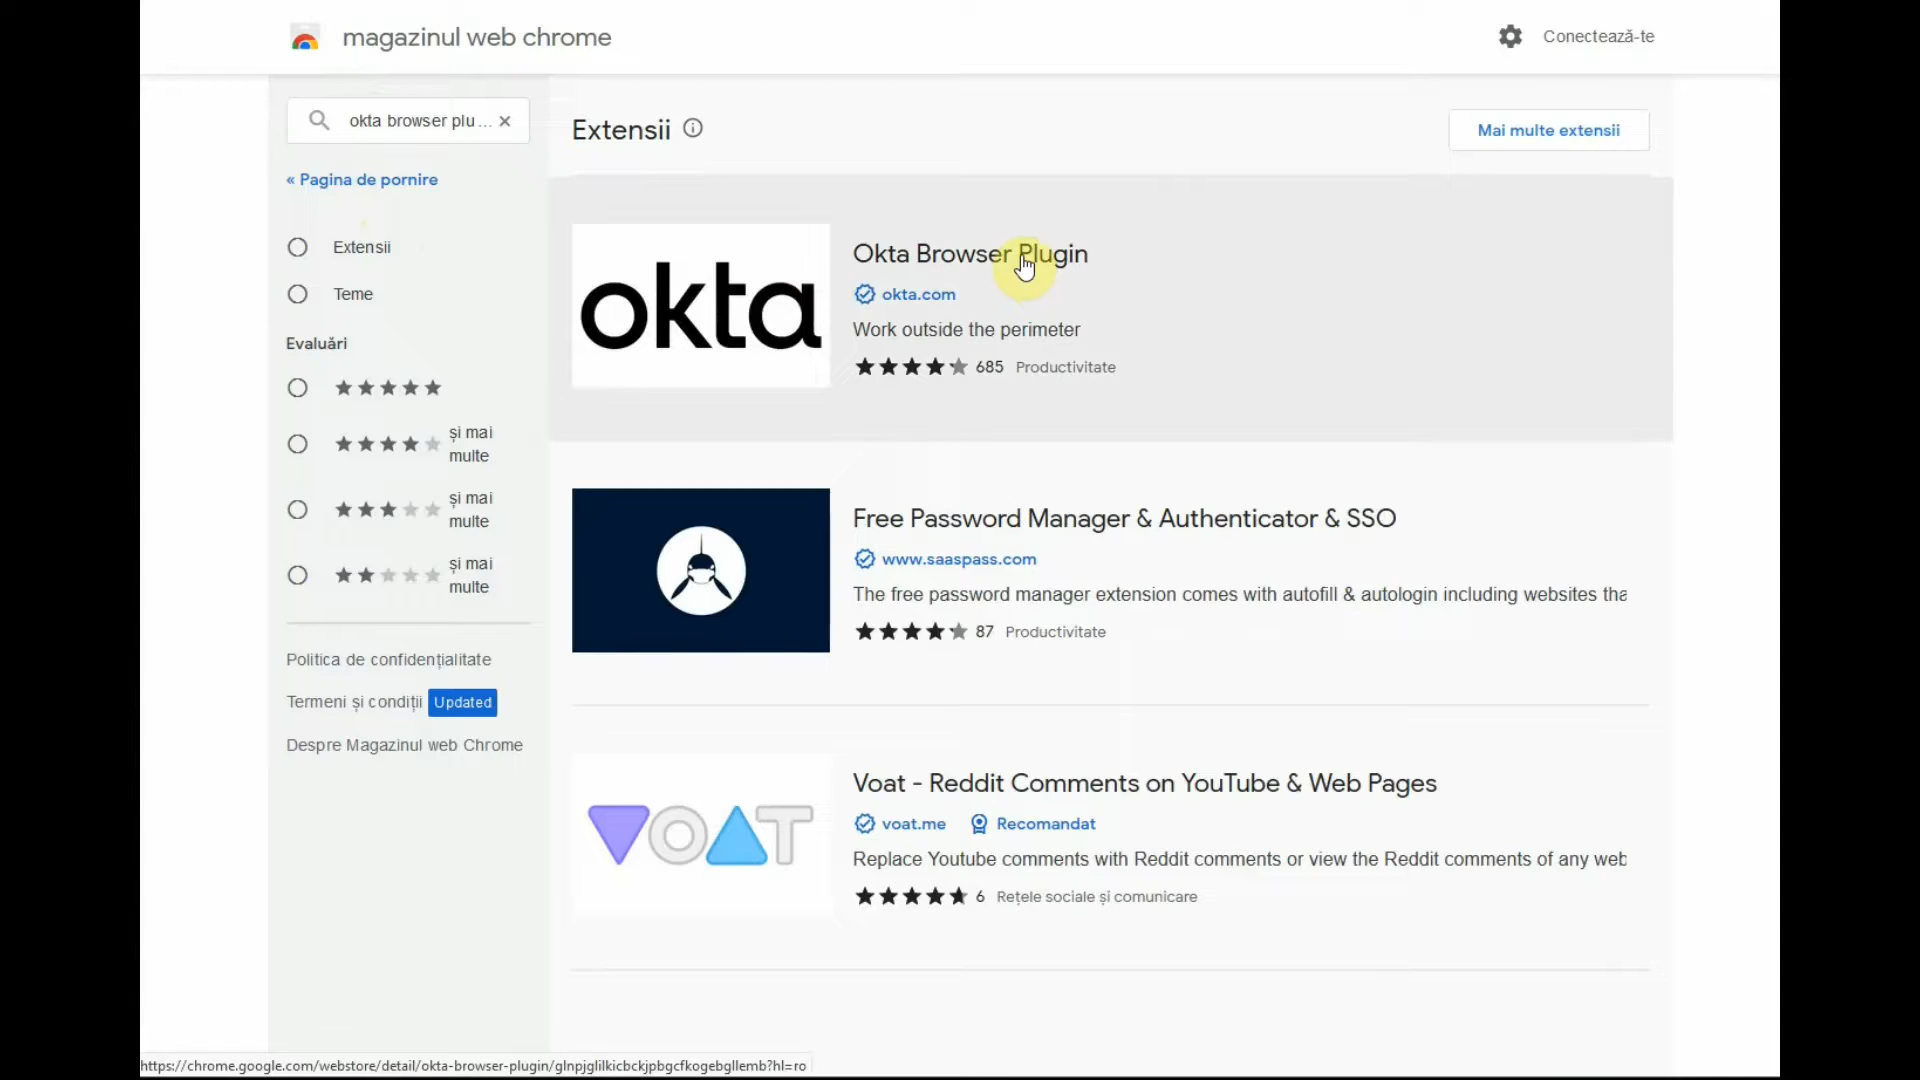 magazinul web chrome
Conectează-te
okta browser plu...
« Pagina de pornire
Extensii
Teme
Evaluări
și mai
multe
și mai
multe
și mai
multe
Politica de confidențialitate
Termeni și condiții Updated
Despre Magazinul web Chrome
Extensii
Mai multe extensii
okta
Okta Browser Plugin
okta.com
Work outside the perimeter
685 Productivitate
Free Password Manager & Authenticator & SSO
www.saaspass.com
The free password manager extension comes with autofill & autologin including websites tha
87 Productivitate
VOAT
Voat - Reddit Comments on YouTube & Web Pages
voat.me Recomandat
Replace Youtube comments with Reddit comments or view the Reddit comments of any web
6 Rețele sociale și comunicare
https://chrome.google.com/webstore/detail/okta-browser-plugin/glnpjglilkicbckjpbgcfkogebgllemb?hl=ro